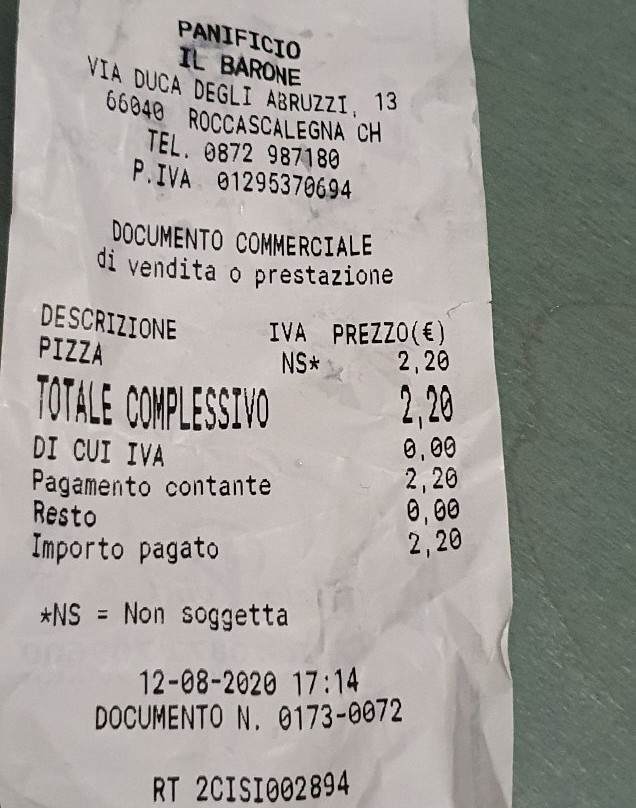 PANIFICIO
IL BARONE
VIA DUCA DEGLI ABRUZZI, 13
66040 ROCCASCALEGNA CH
TEL. 0872 987180
P.IVA 01295370694
DOCUMENTO COMMERCIALE
di vendita o prestazione
DESCRIZIONE IVA PREZZO(€)
PIZZA NS* 2,20
TOTALE COMPLESSIVO 2,20
DI CUI IVA 0,00
Pagamento contante 2,20
Resto 0,00
Importo pagato 2,20
*NS = Non soggetta
12-08-2020 17:14
DOCUMENTO N. 0173-0072
RT 2CISI002894